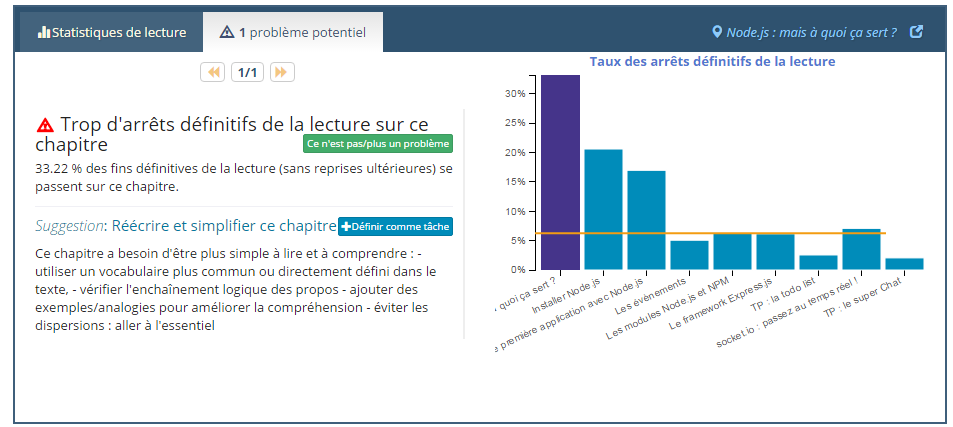 Statistiques de lecture
1 problème potentiel
Node.js : mais à quoi ça sert ?
1/1
Trop d'arrêts définitifs de la lecture sur ce
chapitre
Ce n'est pas/plus un problème
33.22 % des fins définitives de la lecture (sans reprises ultérieures) se
passent sur ce chapitre.
Suggestion: Réécrire et simplifier ce chapitre
Définir comme tâche
Ce chapitre a besoin d'être plus simple à lire et à comprendre : -
utiliser un vocabulaire plus commun ou directement défini dans le
texte, - vérifier l'enchaînement logique des propos - ajouter des
exemples/analogies pour améliorer la compréhension - éviter les
dispersions : aller à l'essentiel
Taux des arrêts définitifs de la lecture
30%
25%
20%
15%
10%
5%
0%
quoi ça sert ?
Installer Node.js
première application avec Node.js
Les évènements
Les modules Node.js et NPM
Le framework Express.js
TP : la todo list
socket.io : passez au temps réel !
TP : le super Chat